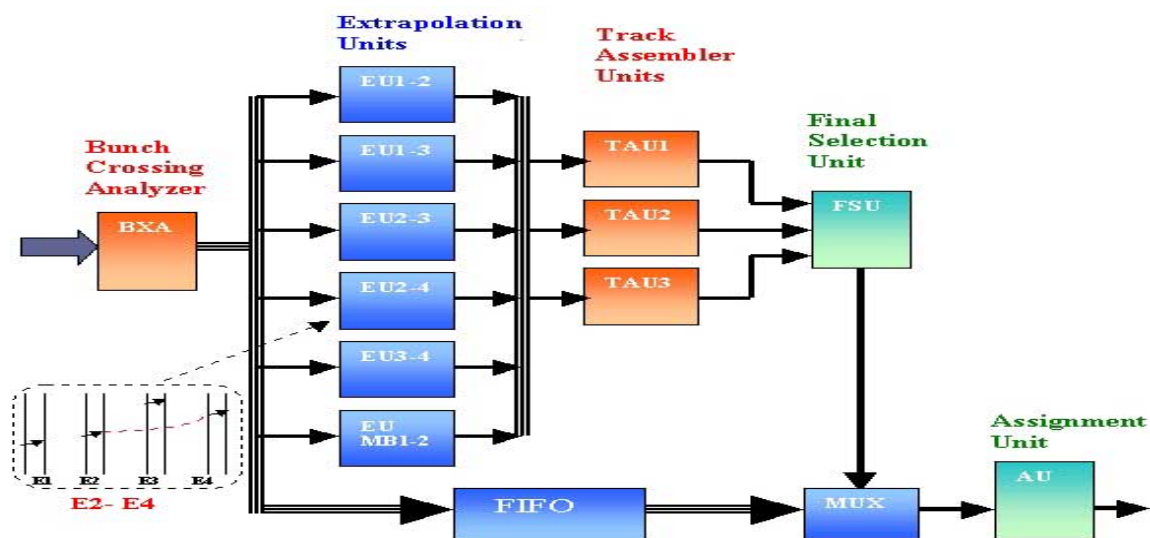 Extrapolation
Units
Track
Assembler
Units
Final
Selection
Unit
Bunch
Crossing
Analyzer
BXA
EU1-2
EU1-3
EU2-3
EU2-4
EU3-4
EU
MB1-2
TAU1
TAU2
TAU3
FSU
E1 E2 E3 E4
E2- E4
FIFO
MUX
Assignment
Unit
AU